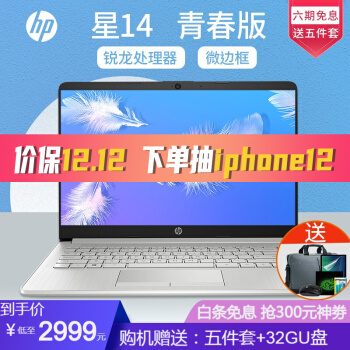 hp
星14 青春版
六期免息
送五件套
锐龙处理器
微边框
价保12.12 下单抽iphone12
hp
送
到手价
￥低至2999元
白条免息 抢300元神券
购机赠送：五件套+32GU盘